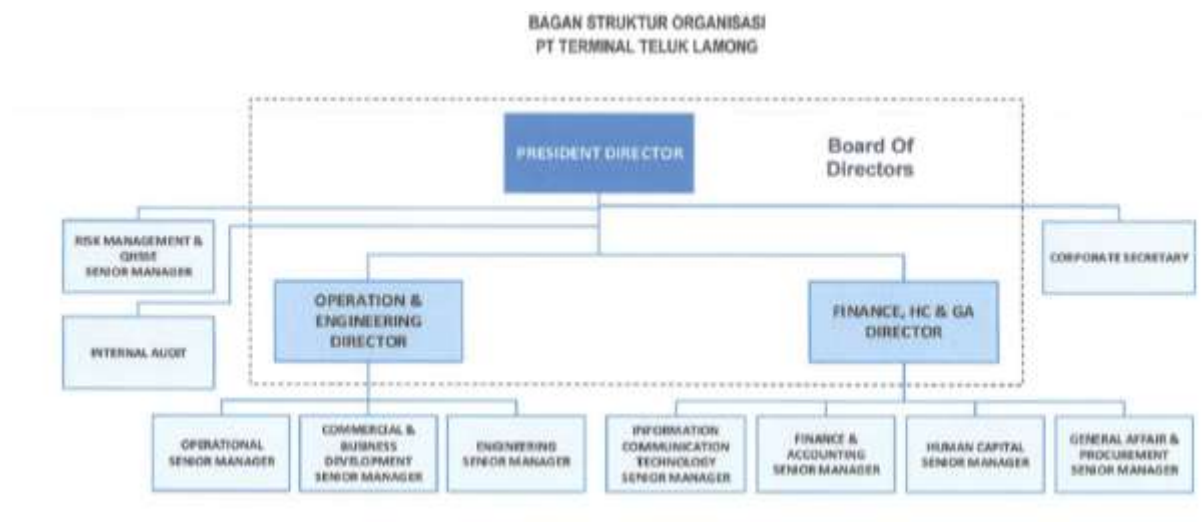 BAGAN STRUKTUR ORGANISASI
PT TERMINAL TELUK LAMONG
PRESIDENT DIRECTOR
Board Of
Directors
RISK MANAGEMENT &
QHSSE
SENIOR MANAGER
CORPORATE SECRETARY
INTERNAL AUDIT
OPERATION &
ENGINEERING
DIRECTOR
FINANCE, HC & GA
DIRECTOR
OPERATIONAL
SENIOR MANAGER
COMMERCIAL &
BUSINESS
DEVELOPMENT
SENIOR MANAGER
ENGINEERING
SENIOR MANAGER
INFORMATION
COMMUNICATION
TECHNOLOGY
SENIOR MANAGER
FINANCE &
ACCOUNTING
SENIOR MANAGER
HUMAN CAPITAL
SENIOR MANAGER
GENERAL AFFAIR &
PROCUREMENT
SENIOR MANAGER